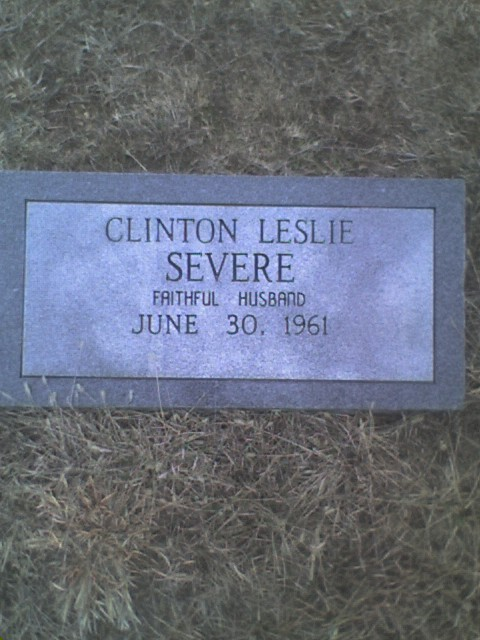 CLINTON LESLIE
SEVERE
FAITHFUL HUSBAND
JUNE 30, 1961